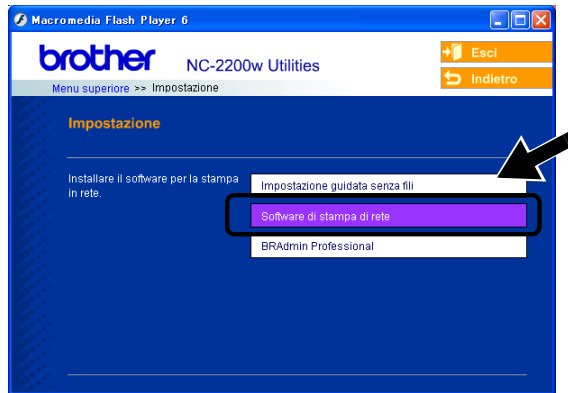 Macromedia Flash Player 6
brother
NC-2200w Utilities
Esci
Indietro
Menu superiore >> Impostazione
Impostazione
Installare il software per la stampa
in rete.
Impostazione guidata senza fili
Software di stampa di rete
BRAdmin Professional